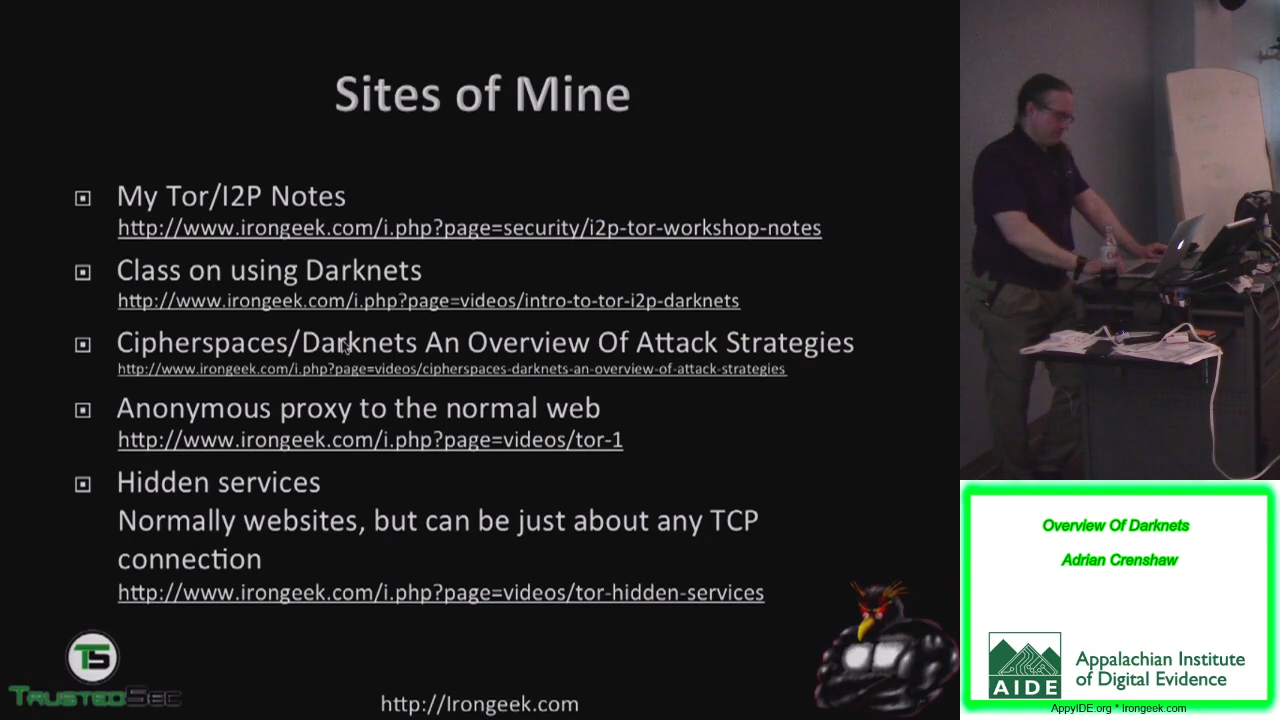 Sites of Mine
My Tor/I2P Notes
http://www.irongeek.com/i.php?page=security/i2p-tor-workshop-notes
Class on using Darknets
http://www.irongeek.com/i.php?page=videos/intro-to-tor-i2p-darknets
Cipherspaces/Darknets An Overview Of Attack Strategies
http://www.irongeek.com/i.php?page=videos/cipherspaces-darknets-an-overview-of-attack-strategies
Anonymous proxy to the normal web
http://www.irongeek.com/i.php?page=videos/tor-1
Hidden services
Normally websites, but can be just about any TCP
connection
http://www.irongeek.com/i.php?page=videos/tor-hidden-services
TS
TRUSTEDSEC
http://Irongeek.com
Overview Of Darknets
Adrian Crenshaw
AIDE
Appalachian Institute
of Digital Evidence
AppyIDE.org * Irongeek.com